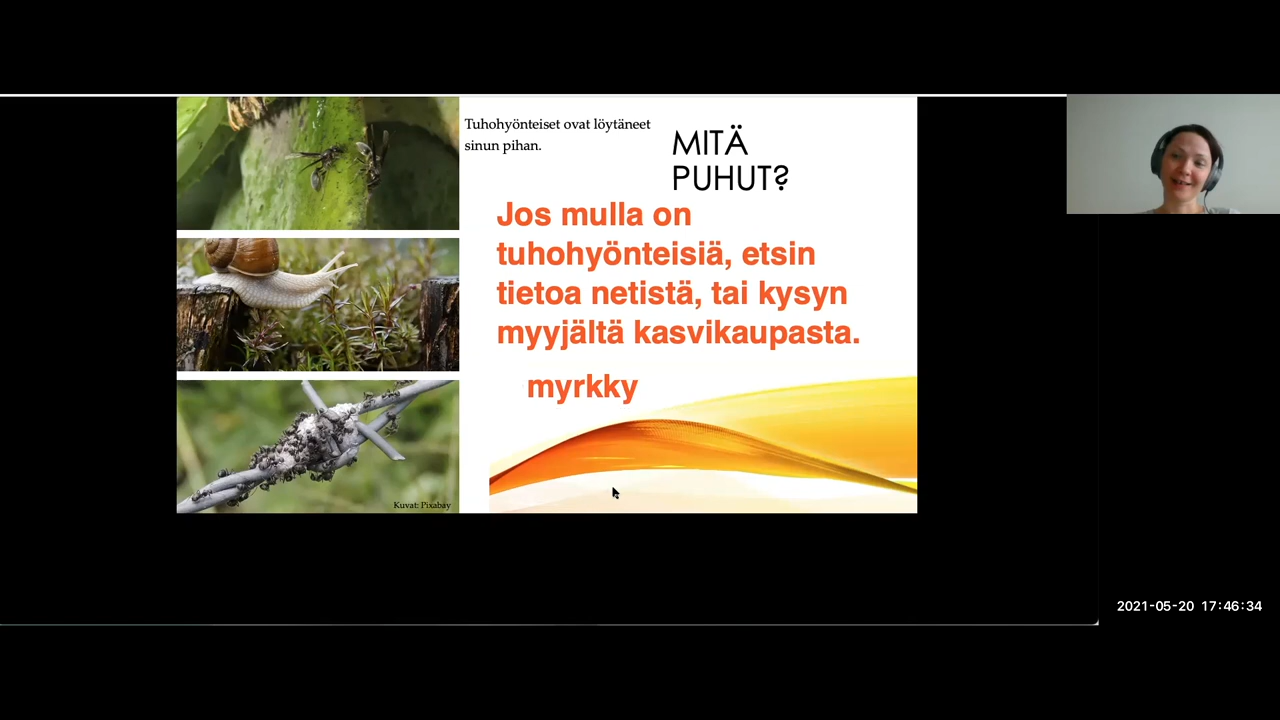 Tuhohyönteiset ovat löytäneet
sinun pihan.
MITÄ
PUHUT?
Jos mulla on
tuhohyönteisiä, etsin
tietoa netistä, tai kysyn
myyjältä kasvikaupasta.
myrkky
Kuvat: Pixabay
2021-05-20 17:46:34